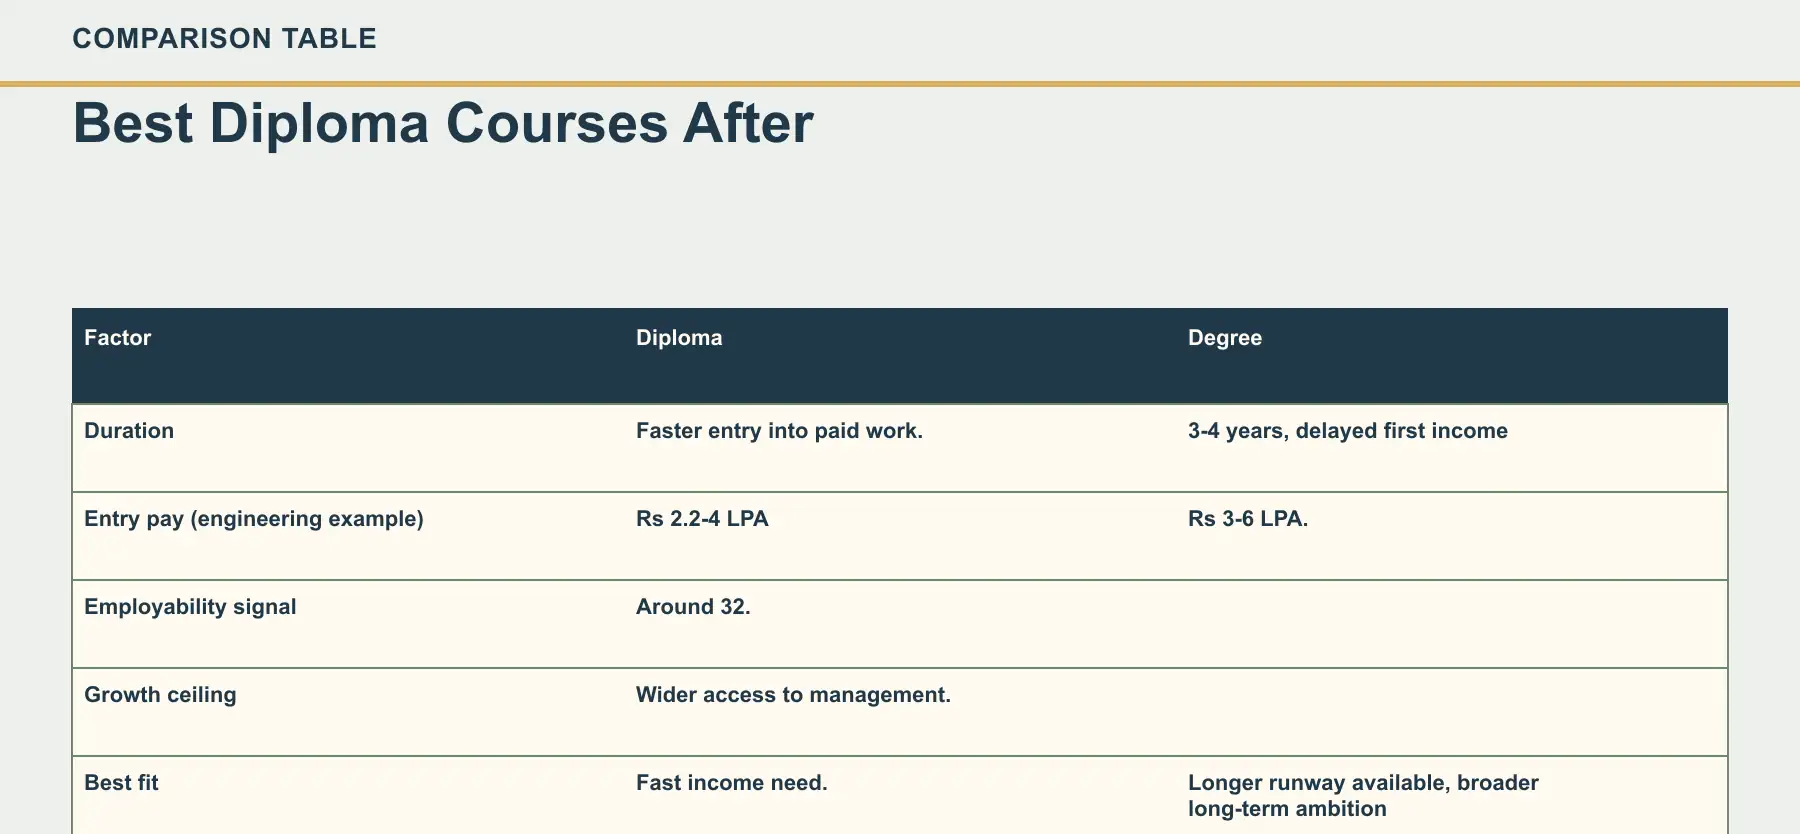 COMPARISON TABLE
Best Diploma Courses After
Factor Diploma Degree
Duration Faster entry into paid work. 3-4 years, delayed first income
Entry pay (engineering example) Rs 2.2-4 LPA Rs 3-6 LPA.
Employability signal Around 32.
Growth ceiling Wider access to management.
Best fit Fast income need. Longer runway available, broader
long-term ambition